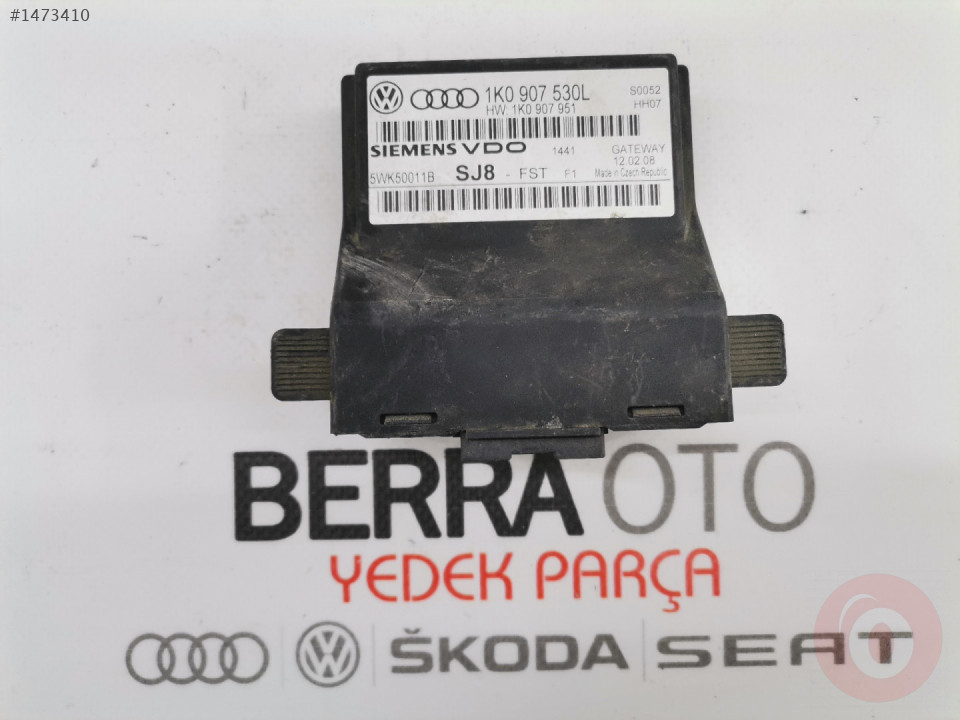 #1473410
1K0 907 530L
S0052
HW: 1K0 907 951
HH07
SIEMENS VDO
1441
GATEWAY
12.02.08
5WK50011B
SJ8 - FST F1
Made in Czech Republic
BERRA OTO
YEDEK PARÇA
ŠKODA
SEAT